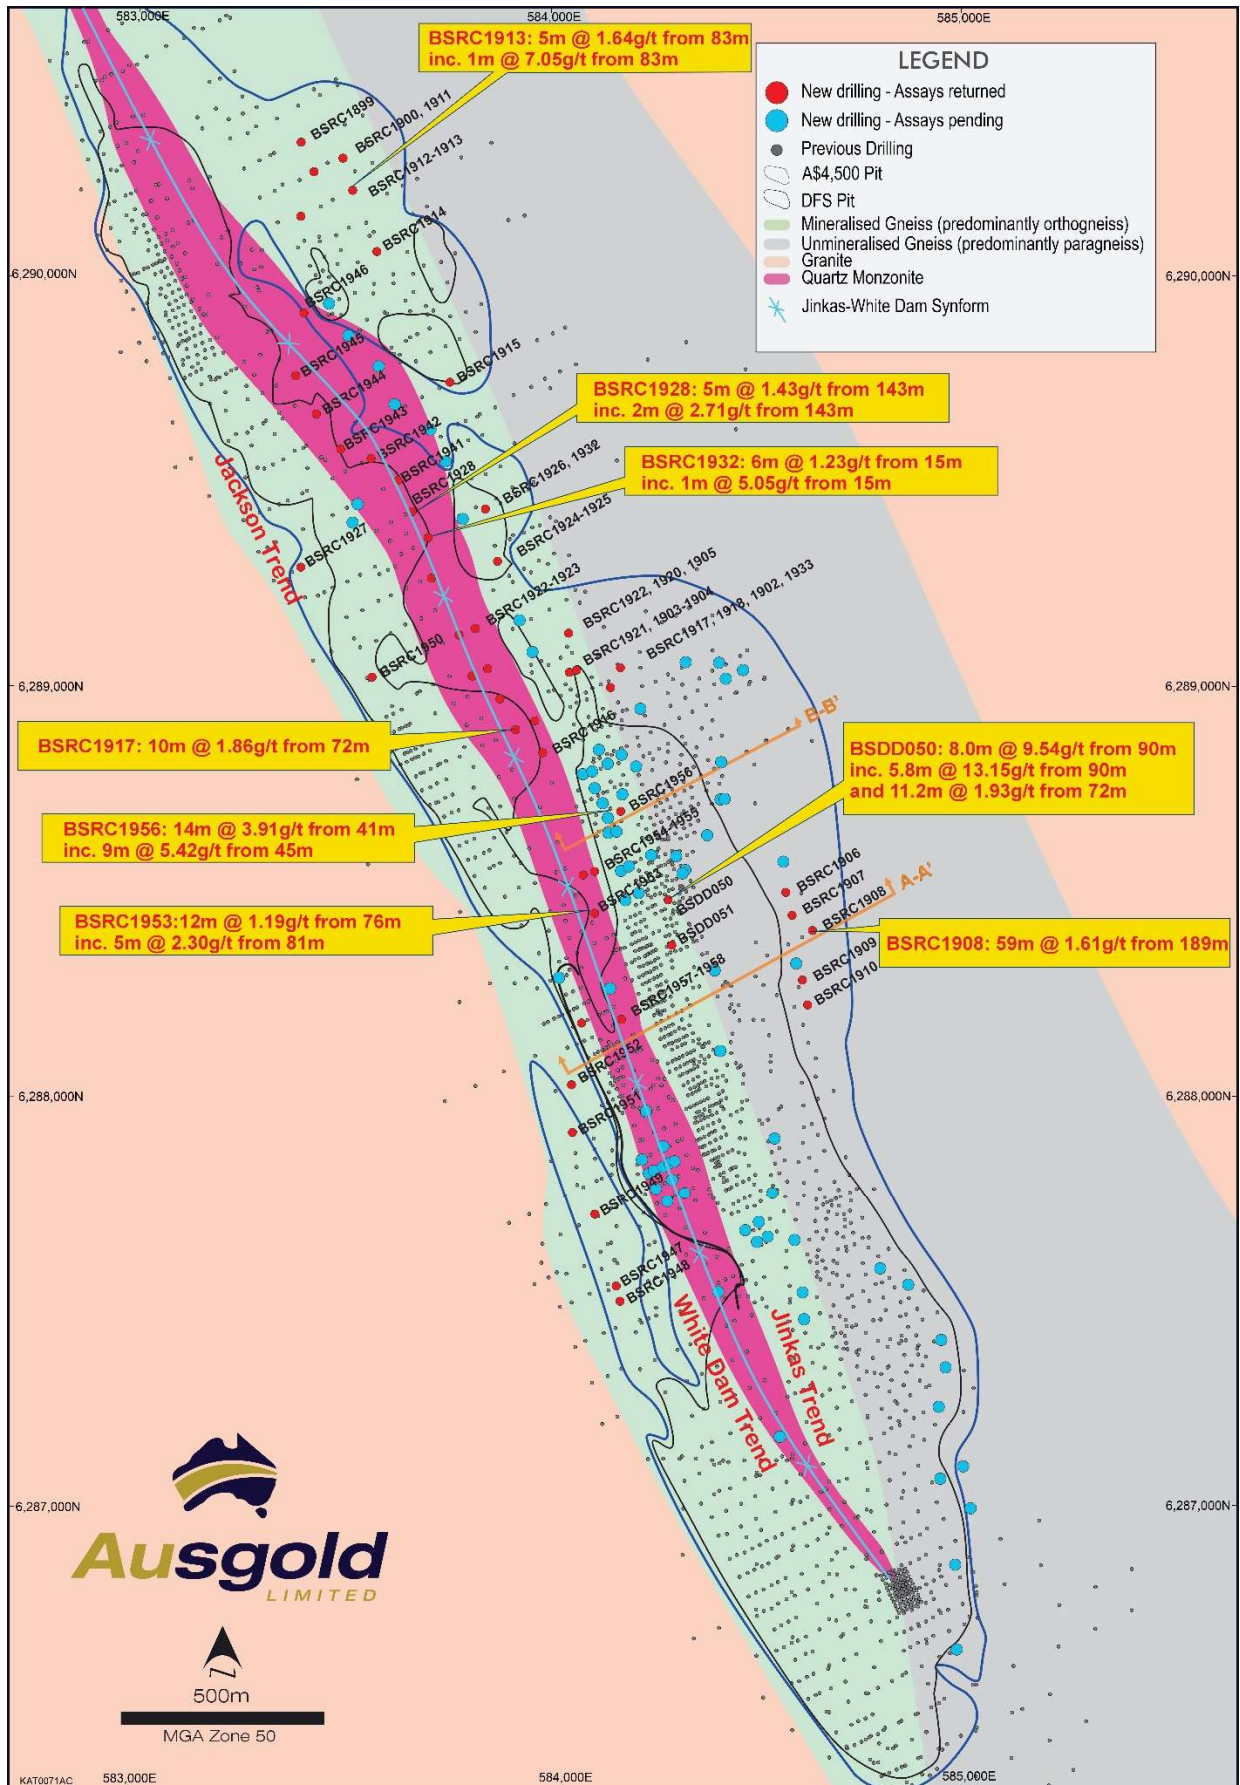 583,000E
584,000E
585,000E
BSRC1913: 5m @ 1.64g/t from 83m
inc. 1m @ 7.05g/t from 83m
LEGEND
New drilling - Assays returned
New drilling - Assays pending
Previous Drilling
A$4,500 Pit
DFS Pit
Mineralised Gneiss (predominantly orthogneiss)
Unmineralised Gneiss (predominantly paragneiss)
Granite
Quartz Monzonite
Jinkas-White Dam Synform
BSRC1899
BSRC1900, 1911
BSRC1912-1913
BSRC1914
6,290,000N
6,290,000N
BSRC1946
BSRC1945
BSRC1915
BSRC1944
BSRC1928: 5m @ 1.43g/t from 143m
inc. 2m @ 2.71g/t from 143m
BSRC1943
BSRC1942
BSRC1941
BSRC1928
BSRC1926, 1932
BSRC1932: 6m @ 1.23g/t from 15m
inc. 1m @ 5.05g/t from 15m
Jackson Trend
BSRC1927
BSRC1924-1925
BSRC1922-1923
BSRC1922, 1920, 1905
BSRC1921, 1903-1904
BSRC1917, 1918, 1902, 1933
BSRC1950
6,289,000N
6,289,000N
BSRC1916
B-B'
BSRC1917: 10m @ 1.86g/t from 72m
BSDD050: 8.0m @ 9.54g/t from 90m
inc. 5.8m @ 13.15g/t from 90m
and 11.2m @ 1.93g/t from 72m
BSRC1956
BSRC1956: 14m @ 3.91g/t from 41m
inc. 9m @ 5.42g/t from 45m
BSRC1954-1955
BSRC1953
BSDD050
BSDD051
BSRC1906
BSRC1907
BSRC1908
A-A'
BSRC1953:12m @ 1.19g/t from 76m
inc. 5m @ 2.30g/t from 81m
BSRC1908: 59m @ 1.61g/t from 189m
BSRC1909
BSRC1910
BSRC1957-1958
BSRC1952
BSRC1951
6,288,000N
6,288,000N
BSRC1949
BSRC1947
BSRC1948
White Dam Trend
Jinkas Trend
Ausgold
LIMITED
6,287,000N
6,287,000N
N
500m
MGA Zone 50
KAT0071AC
583,000E
584,000E
585,000E